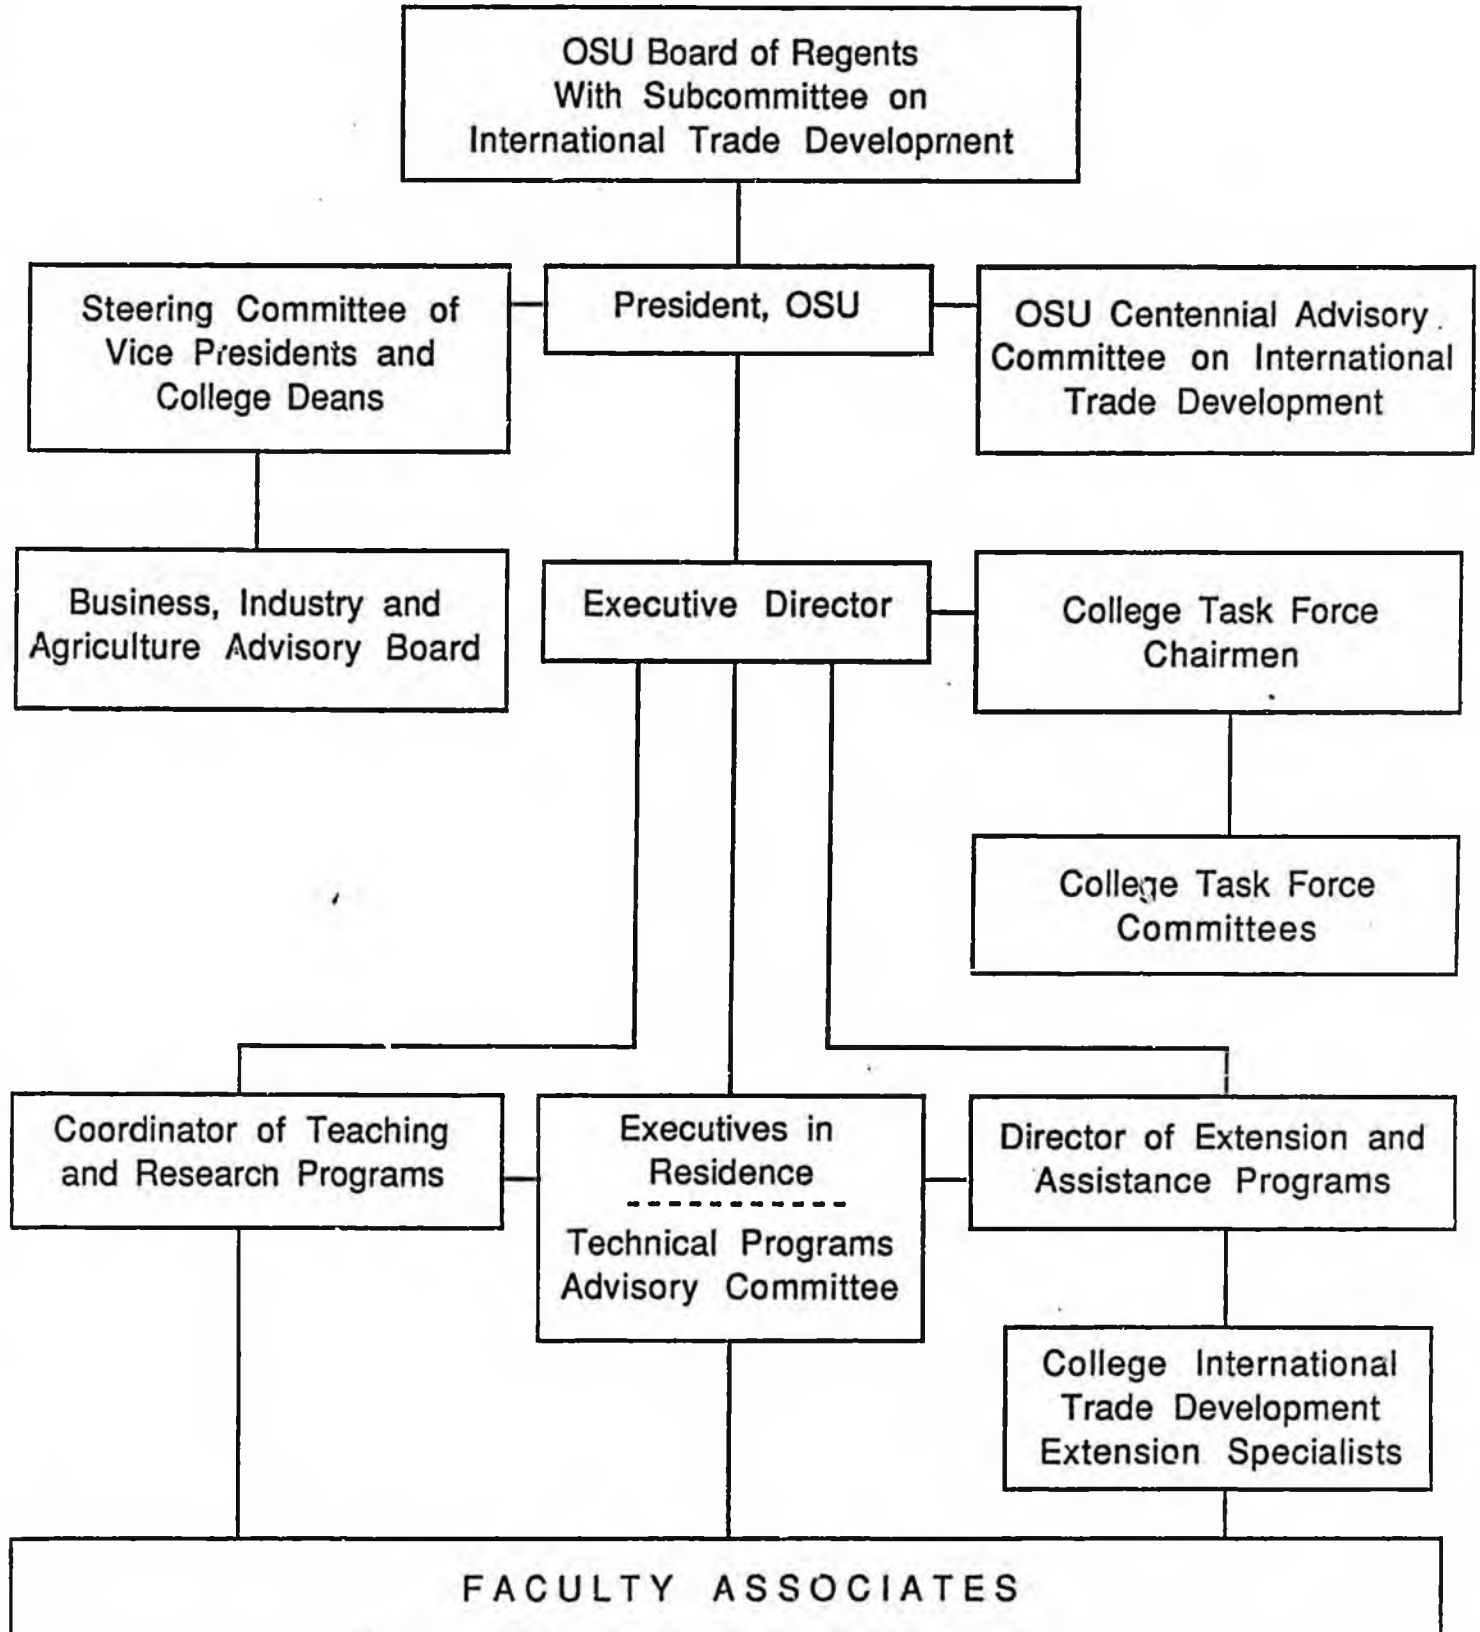 OSU Board of Regents
With Subcommittee on
International Trade Development
Steering Committee of
Vice Presidents and
College Deans
President, OSU
OSU Centennial Advisory
Committee on International
Trade Development
Business, Industry and
Agriculture Advisory Board
Executive Director
College Task Force
Chairmen
College Task Force
Committees
Coordinator of Teaching
and Research Programs
Executives in
Residence
Technical Programs
Advisory Committee
Director of Extension and
Assistance Programs
College International
Trade Development
Extension Specialists
FACULTY ASSOCIATES